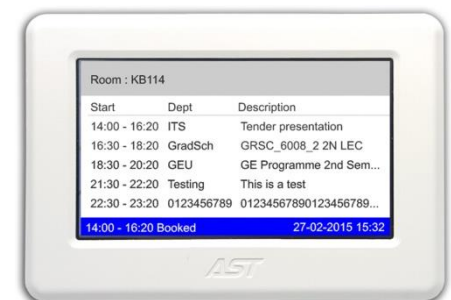 Room : KB114
Start Dept Description
14:00 - 16:20 ITS Tender presentation
16:30 - 18:20 GradSch GRSC_6008_2 2N LEC
18:30 - 20:20 GEU GE Programme 2nd Sem...
21:30 - 22:20 Testing This is a test
22:30 - 23:20 0123456789 01234567890123456789...
14:00 - 16:20 Booked 27-02-2015 15:32
AST